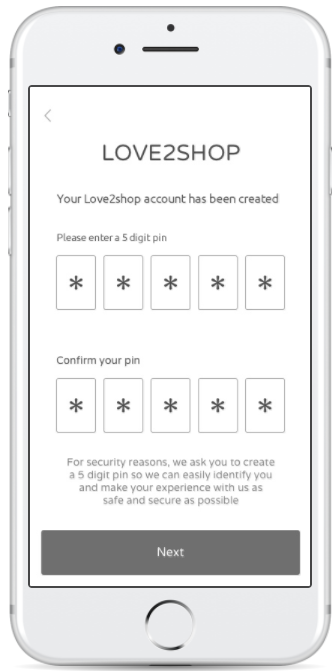 LOVE2SHOP
Your Love2shop account has been created
Please enter a 5 digit pin
* * * * *
Confirm your pin
* * * * *
For security reasons, we ask you to create
a 5 digit pin so we can easily identify you
and make your experience with us as
safe and secure as possible
Next